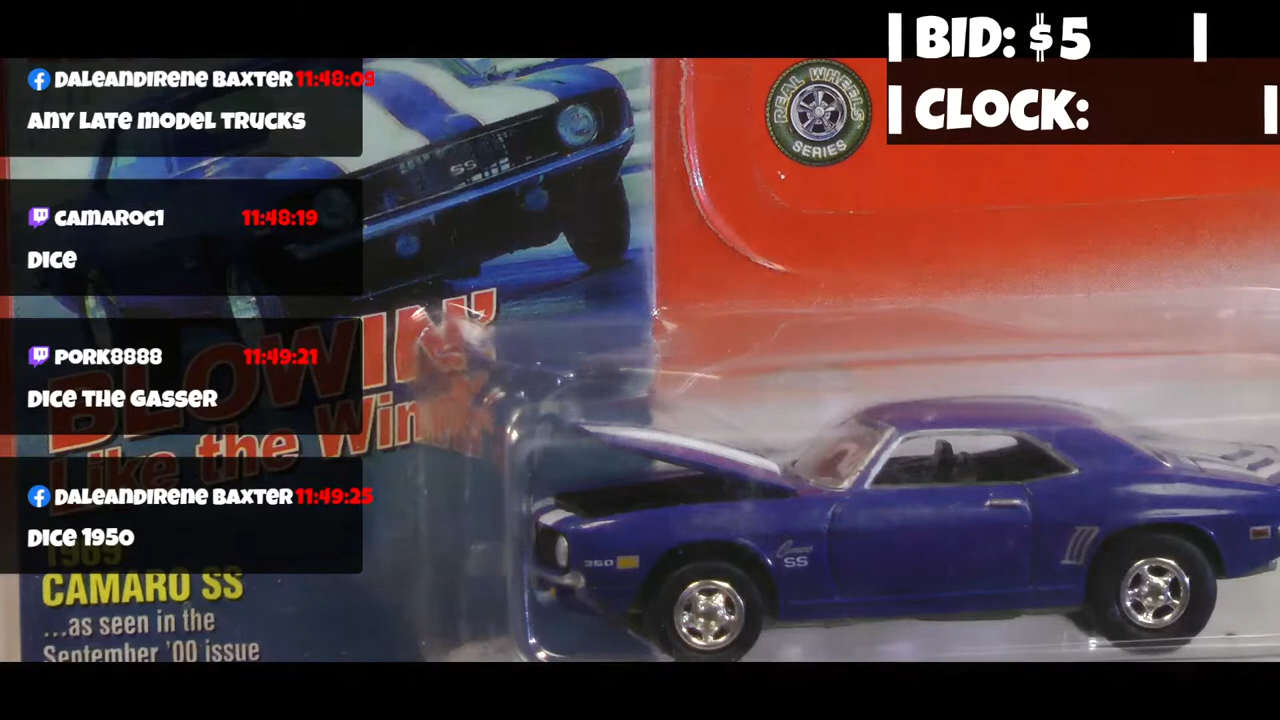 | BID: $5 |
| CLOCK: |
DALEANDIRENE BAXTER 11:48:09
ANY LATE MODEL TRUCKS
CAMAROC1 11:48:19
DICE
PORK8888 11:49:21
DICE THE GASSER
DALEANDIRENE BAXTER 11:49:25
DICE 1950
REAL WHEELS
SERIES
SS
BLOWIN'
Like the Win
1969
CAMARO SS
...as seen in the
September '00 issue
350
Camaro
SS